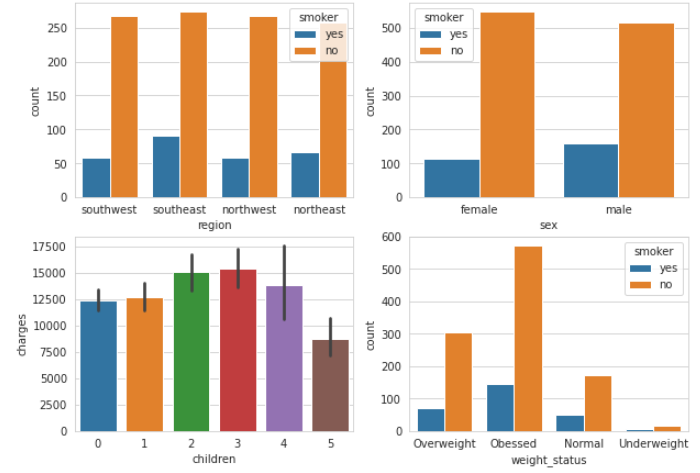 250
200
150
100
50
0
count
smoker
yes
no
southwest southeast northwest northeast
region
500
400
300
200
100
0
count
smoker
yes
no
female male
sex
17500
15000
12500
10000
7500
5000
2500
0
charges
0 1 2 3 4 5
children
600
500
400
300
200
100
0
count
smoker
yes
no
Overweight Obessed Normal Underweight
weight_status